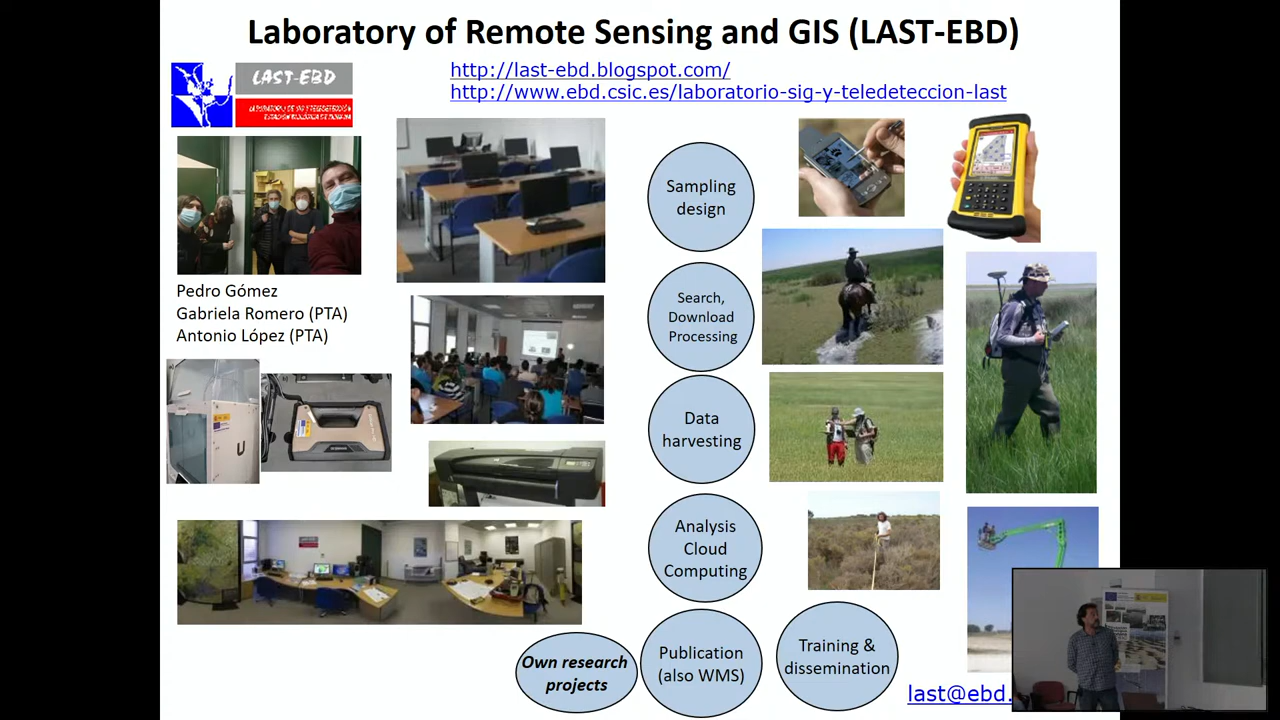 Laboratory of Remote Sensing and GIS (LAST-EBD)
LAST-EBD
http://last-ebd.blogspot.com/
http://www.ebd.csic.es/laboratorio-sig-y-teledeteccion-last
Pedro Gómez
Gabriela Romero (PTA)
Antonio López (PTA)
Sampling
design
Search,
Download
Processing
Data
harvesting
Analysis
Cloud
Computing
Own research
projects
Publication
(also WMS)
Training &
dissemination
last@ebd.